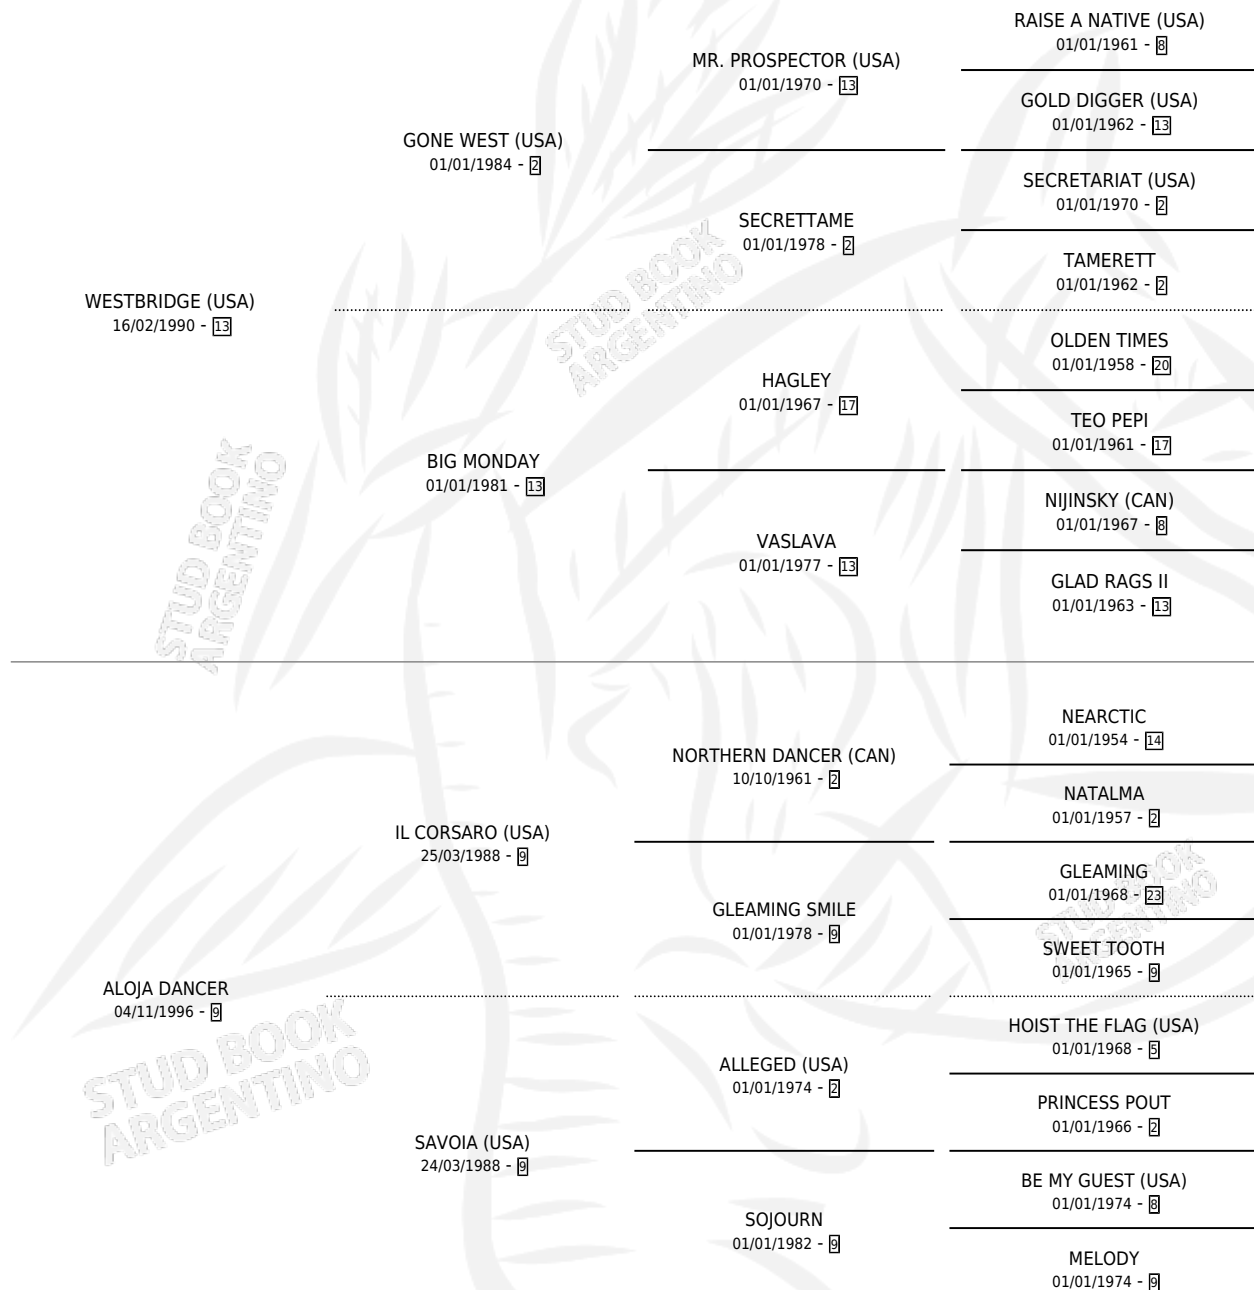 RAISE A NATIVE (USA)
01/01/1961 - 8
MR. PROSPECTOR (USA)
01/01/1970 - 13
GOLD DIGGER (USA)
01/01/1962 - 13
GONE WEST (USA)
01/01/1984 - 2
SECRETARIAT (USA)
01/01/1970 - 2
SECRETTAME
01/01/1978 - 2
TAMERETT
01/01/1962 - 2
WESTBRIDGE (USA)
16/02/1990 - 13
OLDEN TIMES
01/01/1958 - 20
HAGLEY
01/01/1967 - 17
TEO PEPI
01/01/1961 - 17
BIG MONDAY
01/01/1981 - 13
NIJINSKY (CAN)
01/01/1967 - 8
VASLAVA
01/01/1977 - 13
GLAD RAGS II
01/01/1963 - 13
NEARCTIC
01/01/1954 - 14
NORTHERN DANCER (CAN)
10/10/1961 - 2
NATALMA
01/01/1957 - 2
IL CORSARO (USA)
25/03/1988 - 9
GLEAMING
01/01/1968 - 23
GLEAMING SMILE
01/01/1978 - 9
SWEET TOOTH
01/01/1965 - 9
ALOJA DANCER
04/11/1996 - 9
HOIST THE FLAG (USA)
01/01/1968 - 5
ALLEGED (USA)
01/01/1974 - 2
PRINCESS POUT
01/01/1966 - 2
SAVOIA (USA)
24/03/1988 - 9
BE MY GUEST (USA)
01/01/1974 - 8
SOJOURN
01/01/1982 - 9
MELODY
01/01/1974 - 9
STUD BOOK
ARGENTINO
STUD BOOK
ARGENTINO
STUD BOOK
ARGENTINO
STUD BOOK
ARGENTINO